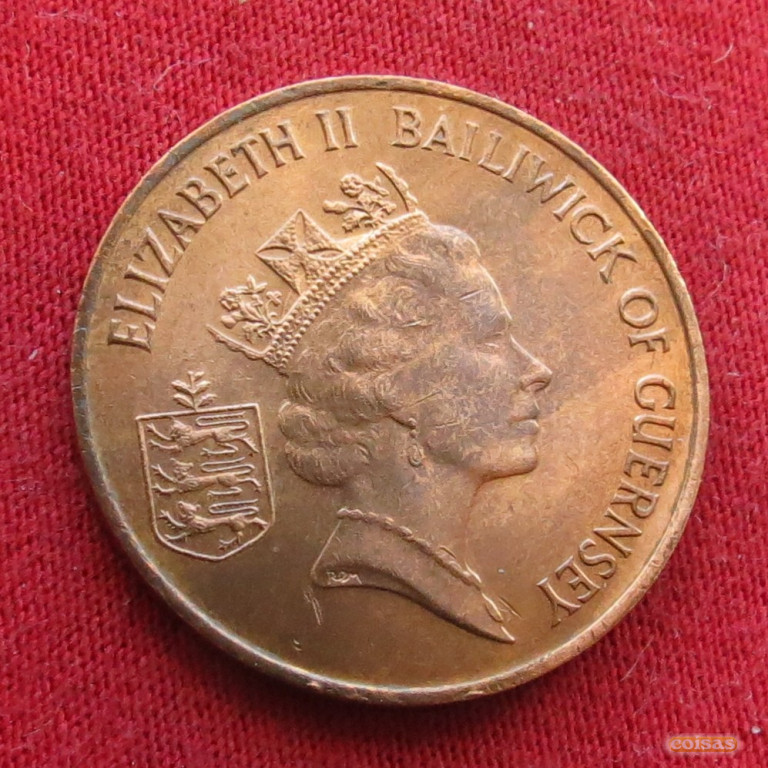 ELIZABETH II BAILIWICK OF GUERNSEY
RDM
coisas